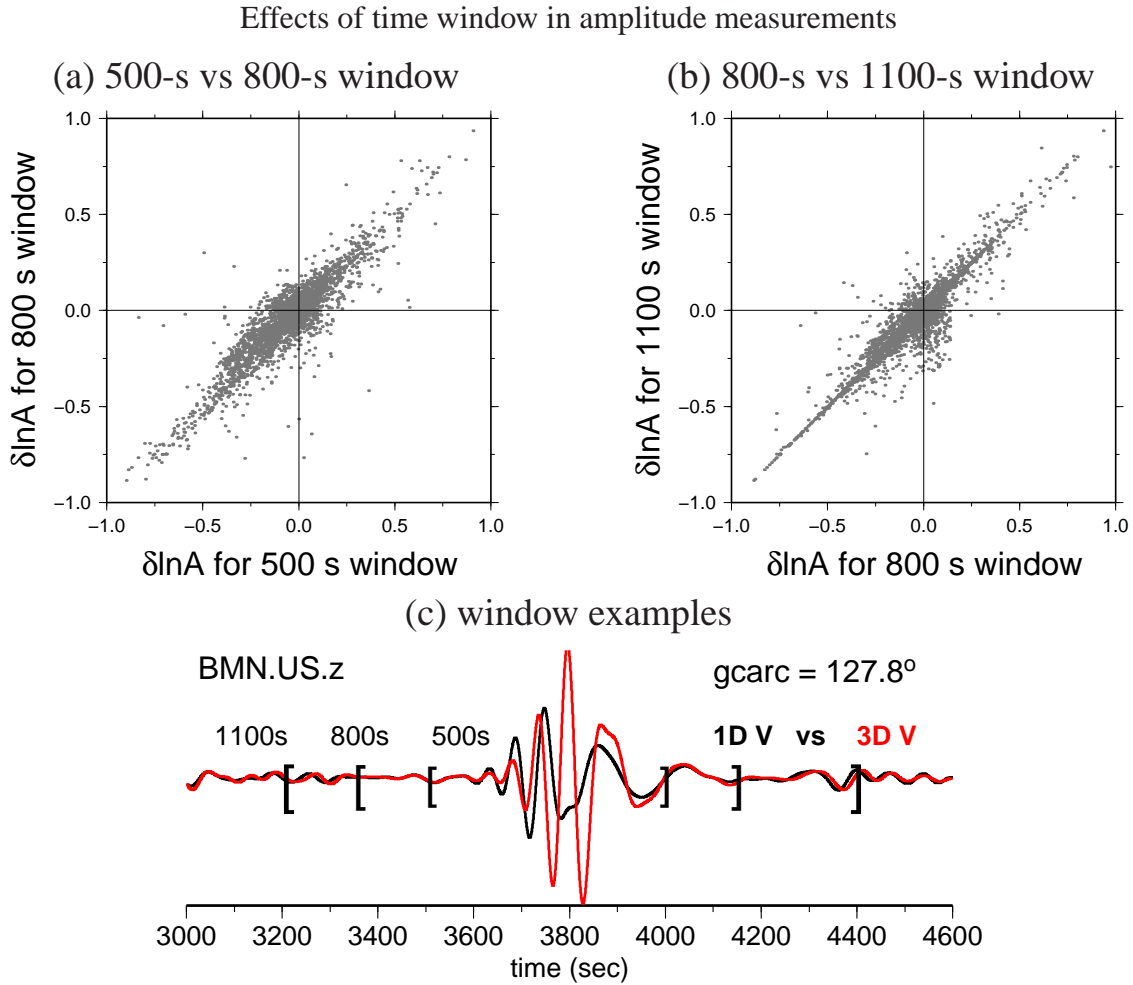 Effects of time window in amplitude measurements
(a) 500-s vs 800-s window
(b) 800-s vs 1100-s window
1.0
0.5
0.0
−0.5
−1.0
δlnA for 800 s window
−1.0 −0.5 0.0 0.5 1.0
δlnA for 500 s window
1.0
0.5
0.0
−0.5
−1.0
δlnA for 1100 s window
−1.0 −0.5 0.0 0.5 1.0
δlnA for 800 s window
(c) window examples
BMN.US.z
gcarc = 127.8º
1100s 800s 500s
1D V vs 3D V
[ [ [ ] ] ]
3000 3200 3400 3600 3800 4000 4200 4400 4600
time (sec)